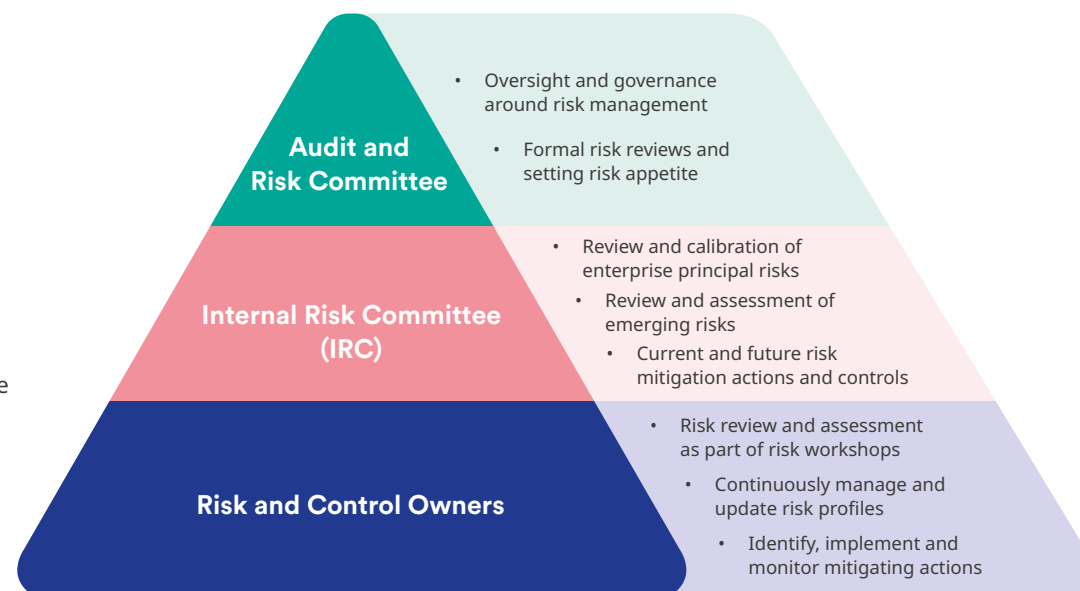 Audit and
Risk Committee
• Oversight and governance
around risk management
• Formal risk reviews and
setting risk appetite
Internal Risk Committee
(IRC)
• Review and calibration of
enterprise principal risks
• Review and assessment of
emerging risks
• Current and future risk
mitigation actions and controls
e
Risk and Control Owners
• Risk review and assessment
as part of risk workshops
• Continuously manage and
update risk profiles
• Identify, implement and
monitor mitigating actions